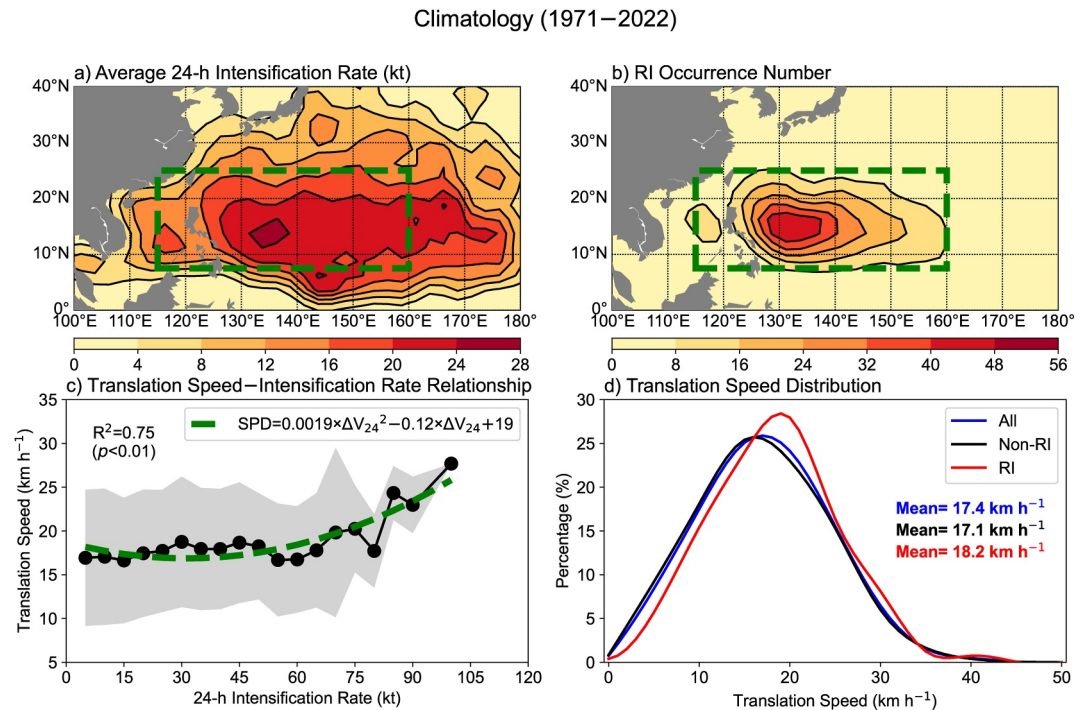 Climatology (1971−2022)
a) Average 24-h Intensification Rate (kt)
40°N
30°N
20°N
10°N
0°
100°E 110°E 120°E 130°E 140°E 150°E 160°E 170°E 180°
0 4 8 12 16 20 24 28
b) RI Occurrence Number
40°N
30°N
20°N
10°N
0°
100°E 110°E 120°E 130°E 140°E 150°E 160°E 170°E 180°
0 8 16 24 32 40 48 56
c) Translation Speed−Intensification Rate Relationship
R²=0.75
(p<0.01)
SPD=0.0019×ΔV₂₄²−0.12×ΔV₂₄+19
Translation Speed (km h⁻¹)
35
30
25
20
15
10
5
0 15 30 45 60 75 90 105 120
24-h Intensification Rate (kt)
d) Translation Speed Distribution
All
Non-RI
RI
Mean= 17.4 km h⁻¹
Mean= 17.1 km h⁻¹
Mean= 18.2 km h⁻¹
Percentage (%)
30
25
20
15
10
5
0
0 10 20 30 40 50
Translation Speed (km h⁻¹)